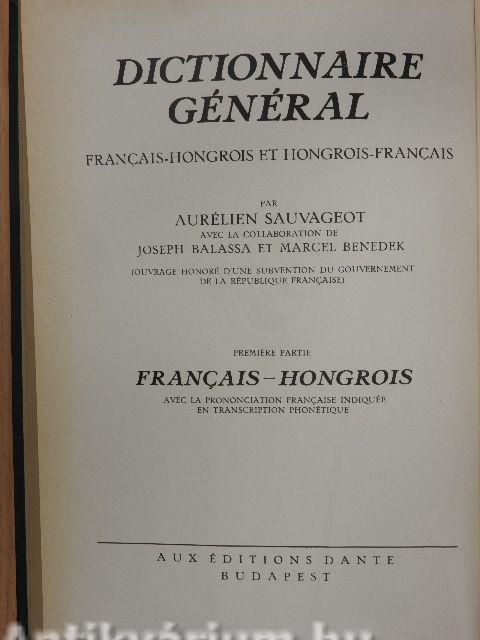 DICTIONNAIRE
GÉNÉRAL
FRANÇAIS-HONGROIS ET HONGROIS-FRANÇAIS
PAR
AURÉLIEN SAUVAGEOT
AVEC LA COLLABORATION DE
JOSEPH BALASSA ET MARCEL BENEDEK
(OUVRAGE HONORÉ D'UNE SUBVENTION DU GOUVERNEMENT
DE LA RÉPUBLIQUE FRANÇAISE)
PREMIÈRE PARTIE
FRANÇAIS-HONGROIS
AVEC LA PRONONCIATION FRANÇAISE INDIQUÉE
EN TRANSCRIPTION PHONÉTIQUE
AUX ÉDITIONS DANTE
BUDAPEST
Antikvárium.hu